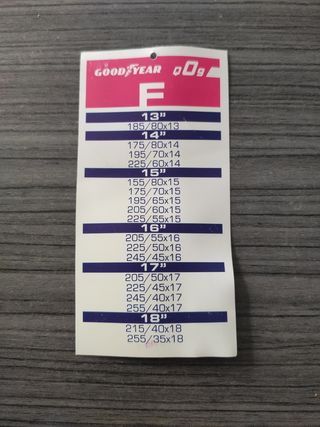 GOODYEAR
F
13"
185/80x13
14"
175/80x14
195/70x14
225/60x14
15"
155/80x15
175/70x15
195/65x15
205/60x15
225/55x15
16"
205/55x16
225/50x16
245/45x16
17"
205/50x17
225/45x17
245/40x17
255/40x17
18"
215/40x18
255/35x18